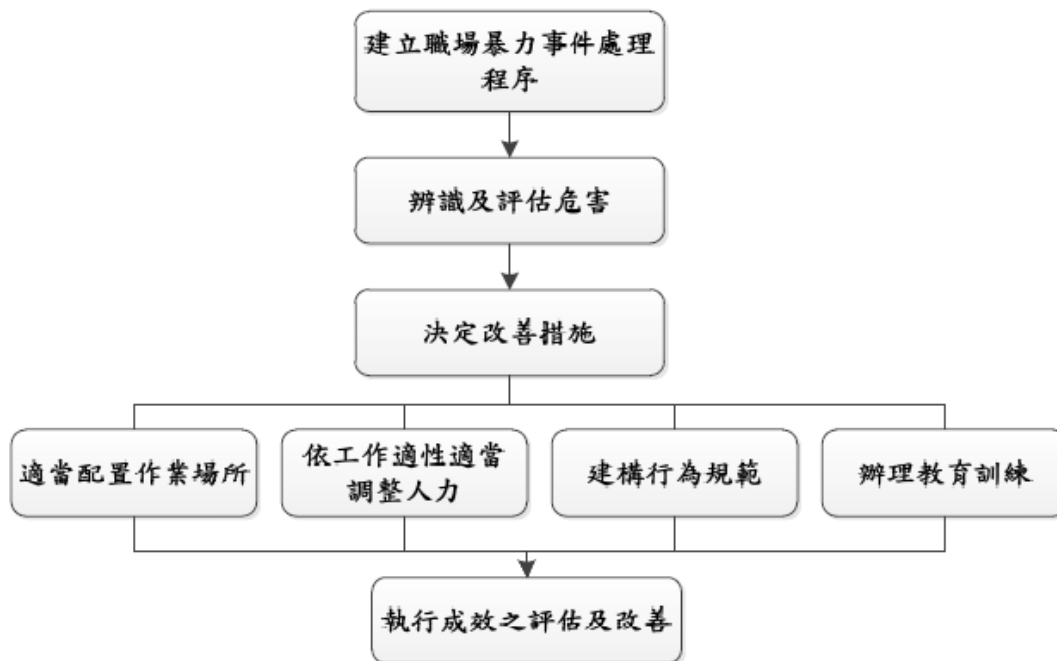 建立職場暴力事件處理
程序
辨識及評估危害
決定改善措施
適當配置作業場所
依工作適性適當
調整人力
建構行為規範
辦理教育訓練
執行成效之評估及改善